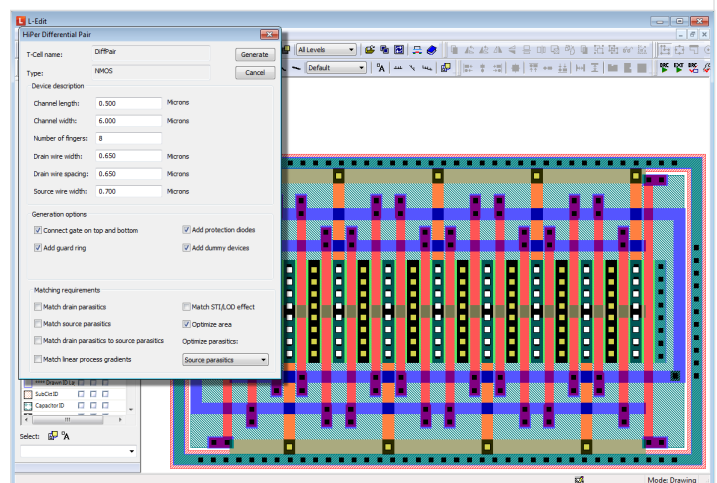 L-Edit
HiPer Differential Pair
T-Cell name: DiffPair Generate
Type: NMOS Cancel
Device description
Channel length: 0.500 Microns
Channel width: 6.000 Microns
Number of fingers: 8
Drain wire width: 0.650 Microns
Drain wire spacing: 0.650 Microns
Source wire width: 0.700 Microns
Generation options
Connect gate on top and bottom Add protection diodes
Add guard ring Add dummy devices
Matching requirements
Match drain parasitics Match STI/LOD effect
Match source parasitics Optimize area
Match drain parasitics to source parasitics Optimize parasitics:
Match linear process gradients Source parasitics
All Levels
Default
DRC EXT
SubCktID
CapacitorID
Select:
Mode: Drawing